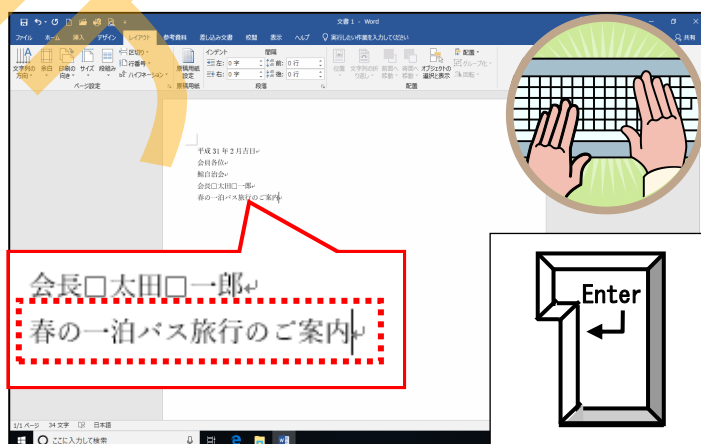 文書 1 - Word
ファイル ホーム 挿入 デザイン レイアウト 参考資料 差し込み文書 校閲 表示 ヘルプ 実行したい作業を入力してください 共有
文字列の方向 余白 印刷の向き サイズ 段組み 区切り 行番号 ハイフネーション
ページ設定
原稿用紙設定
原稿用紙
インデント 間隔
左: 0 字 前: 0 行
右: 0 字 後: 0 行
段落
位置 文字列の折り返し 前面へ移動 背面へ移動 オブジェクトの選択と表示 配置 グループ化 回転
配置
平成 31 年 2 月吉日↵
会員各位↵
会長□太田□一郎↵
春の一泊バス旅行のご案内↵
会長□太田□一郎↵
春の一泊バス旅行のご案内↵
Enter
1/1 ページ 34 文字 日本語
ここに入力して検索